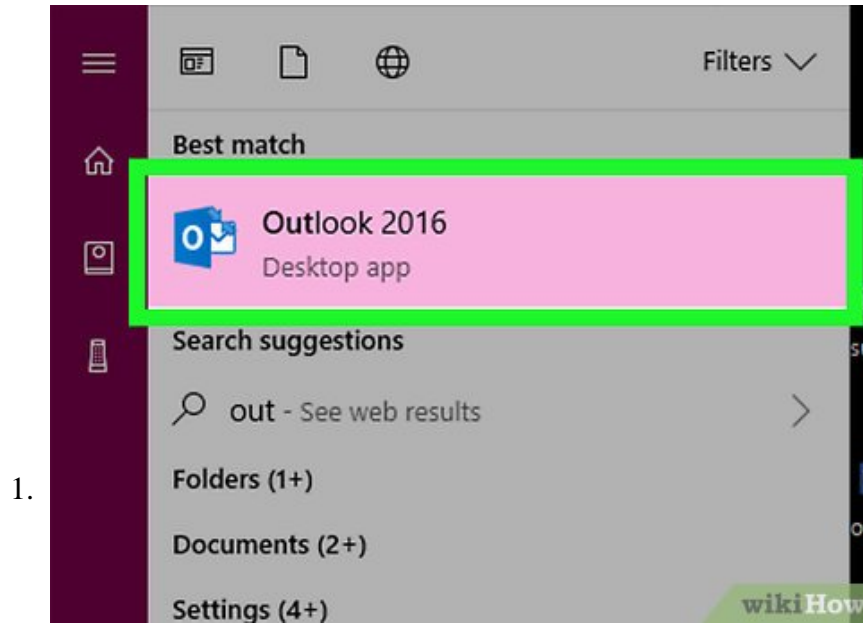 Filters
Best match
Outlook 2016
Desktop app
Search suggestions
out - See web results
Folders (1+)
1.
Documents (2+)
Settings (4+)
wikiHow